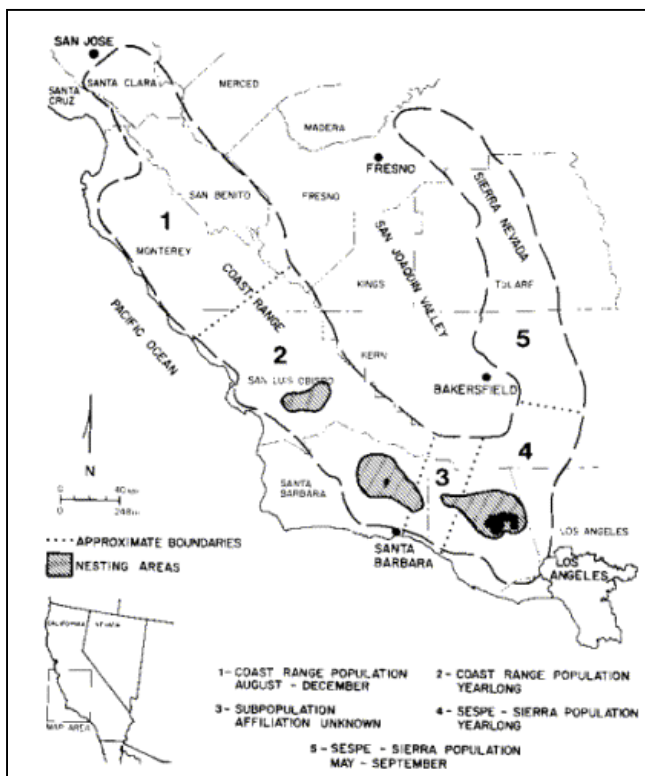 SAN JOSE
SANTA CLARA
MERCED
SANTA
CRUZ
MADERA
FRESNO
SAN BENITO
FRESNO
SIERRA NEVADA
1
MONTEREY
SAN JOAQUIN VALLEY
COAST RANGE
KINGS
PACIFIC OCEAN
5
2
KERN
SAN LUIS OBISPO
BAKERSFIELD
4
N
SANTA
BARBARA
3
0 40
0
LOS ANGELES
APPROXIMATE BOUNDARIES
SANTA
BARBARA
LOS
ANGELES
NESTING AREAS
CALIFORNIA
NEVADA
MAP AREA
1- COAST RANGE POPULATION
AUGUST - DECEMBER
2- COAST RANGE POPULATION
YEARLONG
3- SUBPOPULATION
AFFILIATION UNKNOWN
4- SESPE - SIERRA POPULATION
YEARLONG
5- SESPE - SIERRA POPULATION
MAY - SEPTEMBER